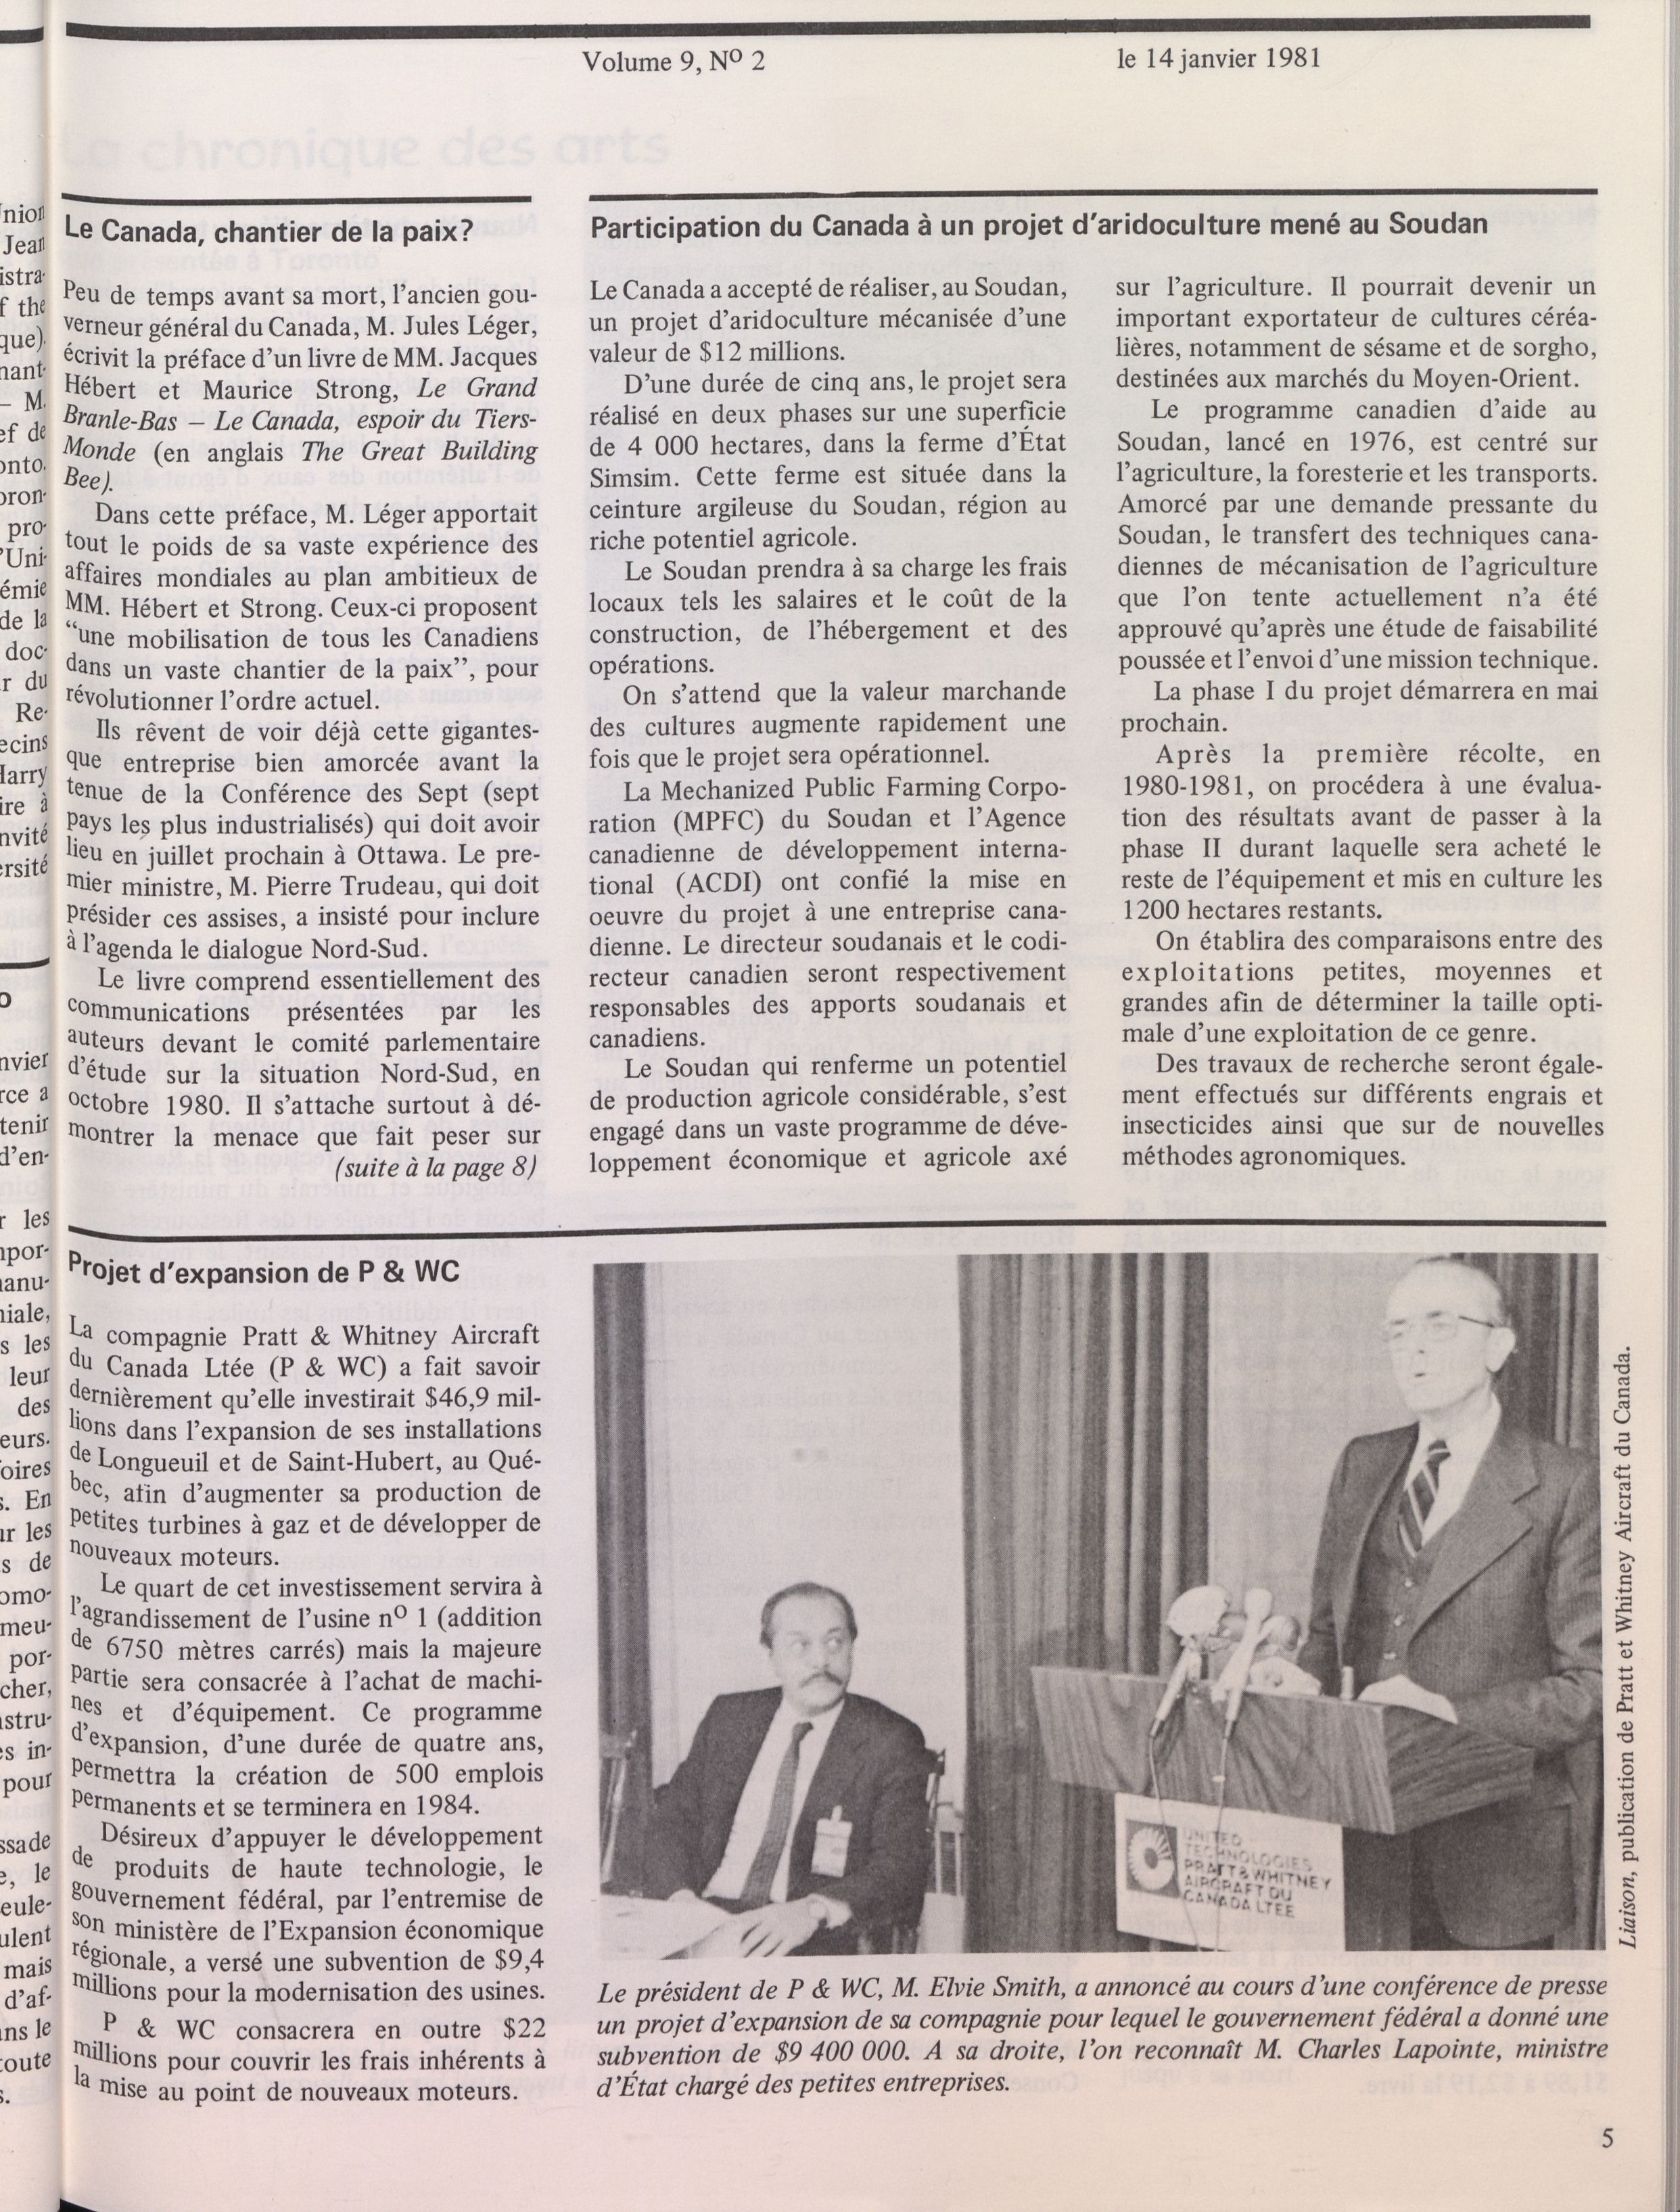 Volume 9, Nº 2
le 14 janvier 1981
Le Canada, chantier de la paix?
Peu de temps avant sa mort, l'ancien gou-
verneur général du Canada, M. Jules Léger,
écrivit la préface d'un livre de MM. Jacques
Hébert et Maurice Strong, Le Grand
Branle-Bas – Le Canada, espoir du Tiers-
Monde (en anglais The Great Building
Bee).
Dans cette préface, M. Léger apportait
tout le poids de sa vaste expérience des
affaires mondiales au plan ambitieux de
MM. Hébert et Strong. Ceux-ci proposent
“une mobilisation de tous les Canadiens
dans un vaste chantier de la paix”, pour
révolutionner l'ordre actuel.
Ils rêvent de voir déjà cette gigantes-
que entreprise bien amorcée avant la
tenue de la Conférence des Sept (sept
pays les plus industrialisés) qui doit avoir
lieu en juillet prochain à Ottawa. Le pre-
mier ministre, M. Pierre Trudeau, qui doit
présider ces assises, a insisté pour inclure
à l'agenda le dialogue Nord-Sud.
Le livre comprend essentiellement des
communications présentées par les
auteurs devant le comité parlementaire
d'étude sur la situation Nord-Sud, en
octobre 1980. Il s'attache surtout à dé-
montrer la menace que fait peser sur
(suite à la page 8)
Participation du Canada à un projet d'aridoculture mené au Soudan
Le Canada a accepté de réaliser, au Soudan,
un projet d'aridoculture mécanisée d'une
valeur de $12 millions.
D'une durée de cinq ans, le projet sera
réalisé en deux phases sur une superficie
de 4 000 hectares, dans la ferme d'État
Simsim. Cette ferme est située dans la
ceinture argileuse du Soudan, région au
riche potentiel agricole.
Le Soudan prendra à sa charge les frais
locaux tels les salaires et le coût de la
construction, de l'hébergement et des
opérations.
On s'attend que la valeur marchande
des cultures augmente rapidement une
fois que le projet sera opérationnel.
La Mechanized Public Farming Corpo-
ration (MPFC) du Soudan et l'Agence
canadienne de développement interna-
tional (ACDI) ont confié la mise en
oeuvre du projet à une entreprise cana-
dienne. Le directeur soudanais et le codi-
recteur canadien seront respectivement
responsables des apports soudanais et
canadiens.
Le Soudan qui renferme un potentiel
de production agricole considérable, s'est
engagé dans un vaste programme de déve-
loppement économique et agricole axé
sur l'agriculture. Il pourrait devenir un
important exportateur de cultures céréa-
lières, notamment de sésame et de sorgho,
destinées aux marchés du Moyen-Orient.
Le programme canadien d'aide au
Soudan, lancé en 1976, est centré sur
l'agriculture, la foresterie et les transports.
Amorcé par une demande pressante du
Soudan, le transfert des techniques cana-
diennes de mécanisation de l'agriculture
que l'on tente actuellement n'a été
approuvé qu'après une étude de faisabilité
poussée et l'envoi d'une mission technique.
La phase I du projet démarrera en mai
prochain.
Après la première récolte, en
1980-1981, on procédera à une évalua-
tion des résultats avant de passer à la
phase II durant laquelle sera acheté le
reste de l'équipement et mis en culture les
1200 hectares restants.
On établira des comparaisons entre des
exploitations petites, moyennes et
grandes afin de déterminer la taille opti-
male d'une exploitation de ce genre.
Des travaux de recherche seront égale-
ment effectués sur différents engrais et
insecticides ainsi que sur de nouvelles
méthodes agronomiques.
Projet d'expansion de P & WC
La compagnie Pratt & Whitney Aircraft
du Canada Ltée (P & WC) a fait savoir
dernièrement qu'elle investirait $46,9 mil-
lions dans l'expansion de ses installations
de Longueuil et de Saint-Hubert, au Qué-
bec, afin d'augmenter sa production de
petites turbines à gaz et de développer de
nouveaux moteurs.
Le quart de cet investissement servira à
l'agrandissement de l'usine nº 1 (addition
de 6750 mètres carrés) mais la majeure
partie sera consacrée à l'achat de machi-
nes et d'équipement. Ce programme
d'expansion, d'une durée de quatre ans,
permettra la création de 500 emplois
permanents et se terminera en 1984.
Désireux d'appuyer le développement
de produits de haute technologie, le
gouvernement fédéral, par l'entremise de
son ministère de l'Expansion économique
régionale, a versé une subvention de $9,4
millions pour la modernisation des usines.
P & WC consacrera en outre $22
millions pour couvrir les frais inhérents à
la mise au point de nouveaux moteurs.
UNITED
TECHNOLOGIES
PRATT & WHITNEY
AIRCRAFT DU
CANADA LTEE
Liaison, publication de Pratt et Whitney Aircraft du Canada.
Le président de P & WC, M. Elvie Smith, a annoncé au cours d'une conférence de presse
un projet d'expansion de sa compagnie pour lequel le gouvernement fédéral a donné une
subvention de $9 400 000. A sa droite, l'on reconnaît M. Charles Lapointe, ministre
d'État chargé des petites entreprises.
5